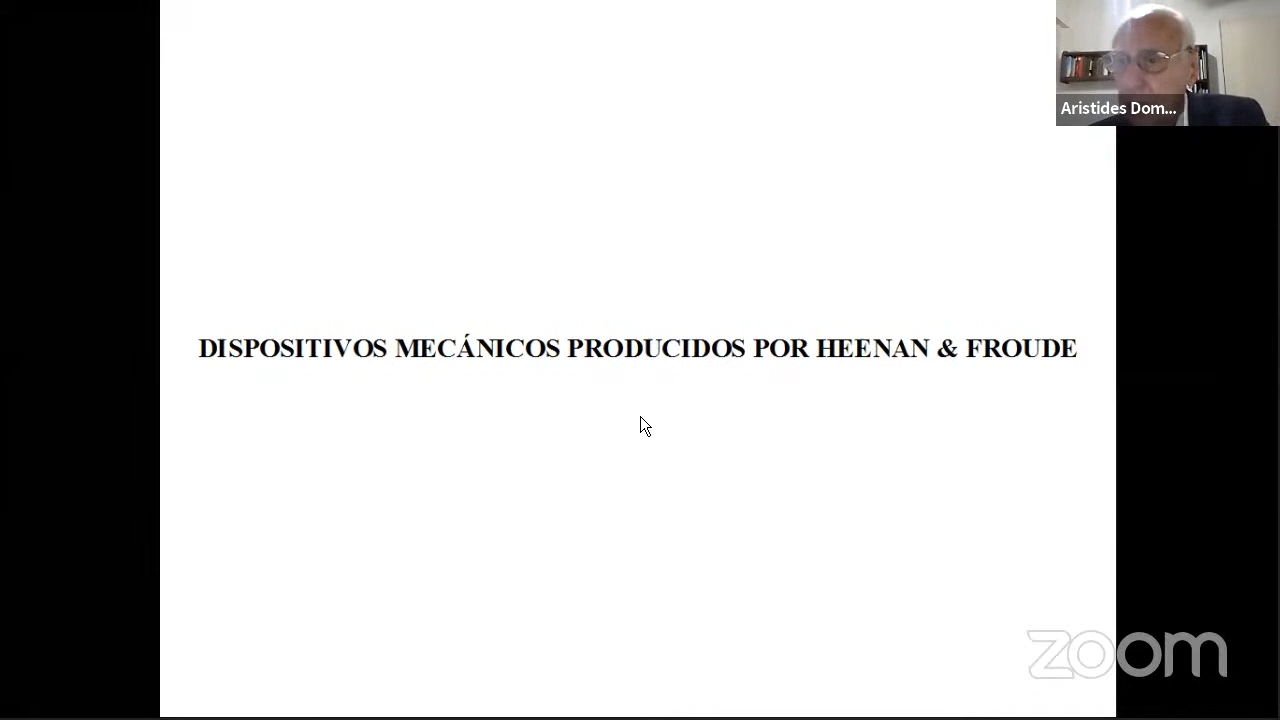 Aristides Dom...
DISPOSITIVOS MECÁNICOS PRODUCIDOS POR HEENAN & FROUDE
zoom